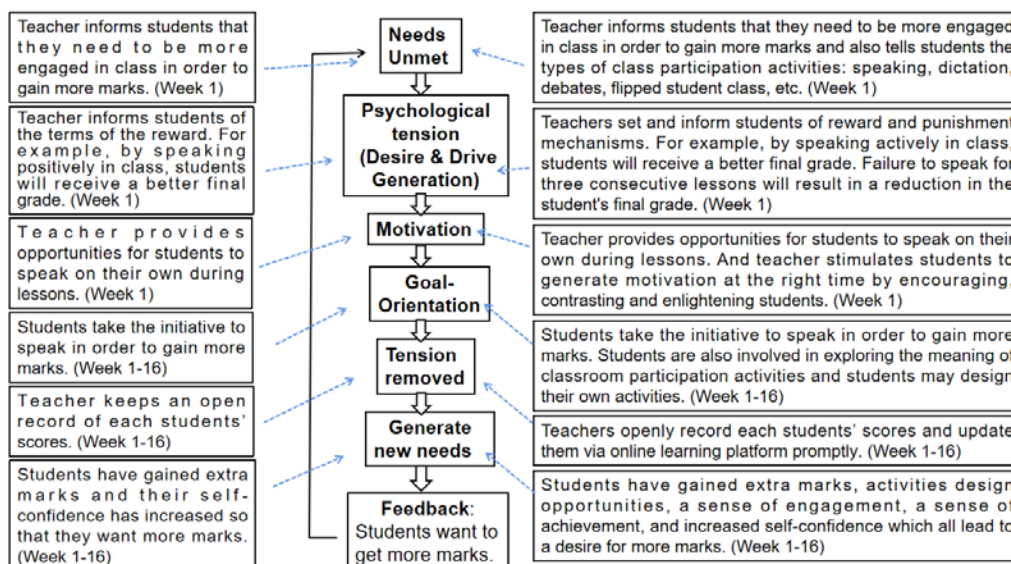 Teacher informs students that
they need to be more
engaged in class in order to
gain more marks. (Week 1)
Teacher informs students of
the terms of the reward. For
example, by speaking
positively in class, students
will receive a better final
grade. (Week 1)
Teacher provides
opportunities for students to
speak on their own during
lessons. (Week 1)
Students take the initiative to
speak in order to gain more
marks. (Week 1-16)
Teacher keeps an open
record of each students'
scores. (Week 1-16)
Students have gained extra
marks and their self-
confidence has increased so
that they want more marks.
(Week 1-16)
Needs
Unmet
Psychological
tension
(Desire & Drive
Generation)
Motivation
Goal-
Orientation
Tension
removed
Generate
new needs
Feedback:
Students want to
get more marks.
Teacher informs students that they need to be more engaged
in class in order to gain more marks and also tells students the
types of class participation activities: speaking, dictation,
debates, flipped student class, etc. (Week 1)
Teachers set and inform students of reward and punishment
mechanisms. For example, by speaking actively in class,
students will receive a better final grade. Failure to speak for
three consecutive lessons will result in a reduction in the
student's final grade. (Week 1)
Teacher provides opportunities for students to speak on their
own during lessons. And teacher stimulates students to
generate motivation at the right time by encouraging,
contrasting and enlightening students. (Week 1)
Students take the initiative to speak in order to gain more
marks. Students are also involved in exploring the meaning of
classroom participation activities and students may design
their own activities. (Week 1-16)
Teachers openly record each students' scores and update
them via online learning platform promptly. (Week 1-16)
Students have gained extra marks, activities design
opportunities, a sense of engagement, a sense of
achievement, and increased self-confidence which all lead to
a desire for more marks. (Week 1-16)